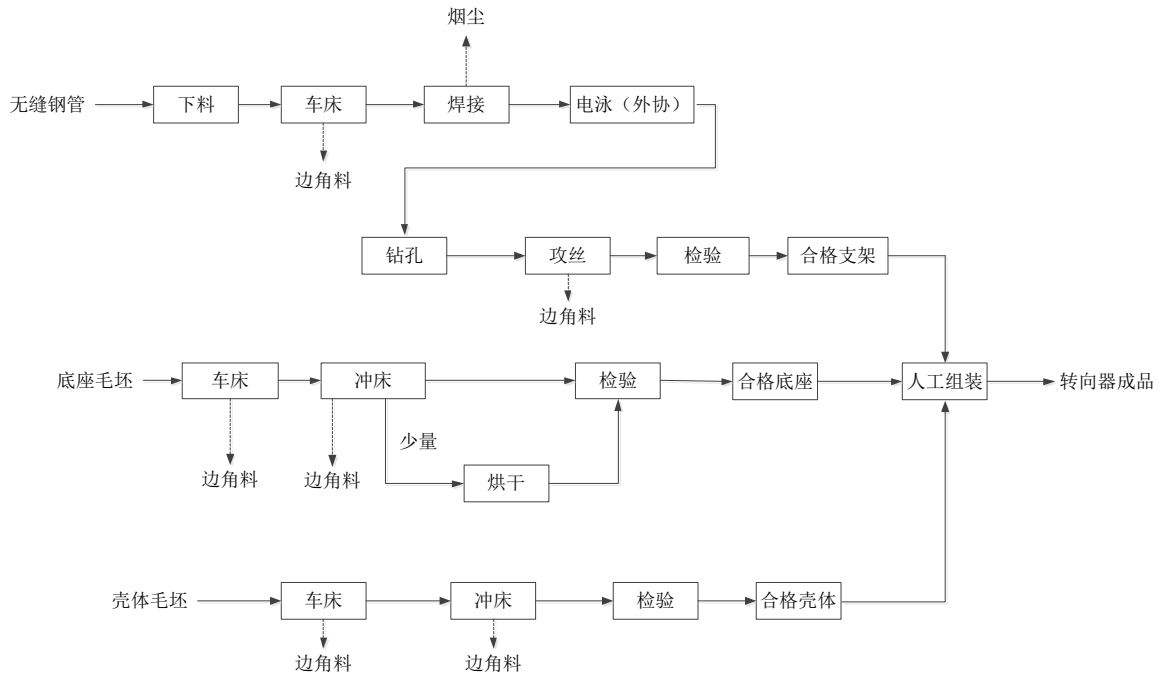 烟尘
无缝钢管
下料
车床
焊接
电泳（外协）
边角料
钻孔
攻丝
检验
合格支架
边角料
底座毛坯
车床
冲床
检验
合格底座
人工组装
转向器成品
少量
边角料
边角料
烘干
壳体毛坯
车床
冲床
检验
合格壳体
边角料
边角料